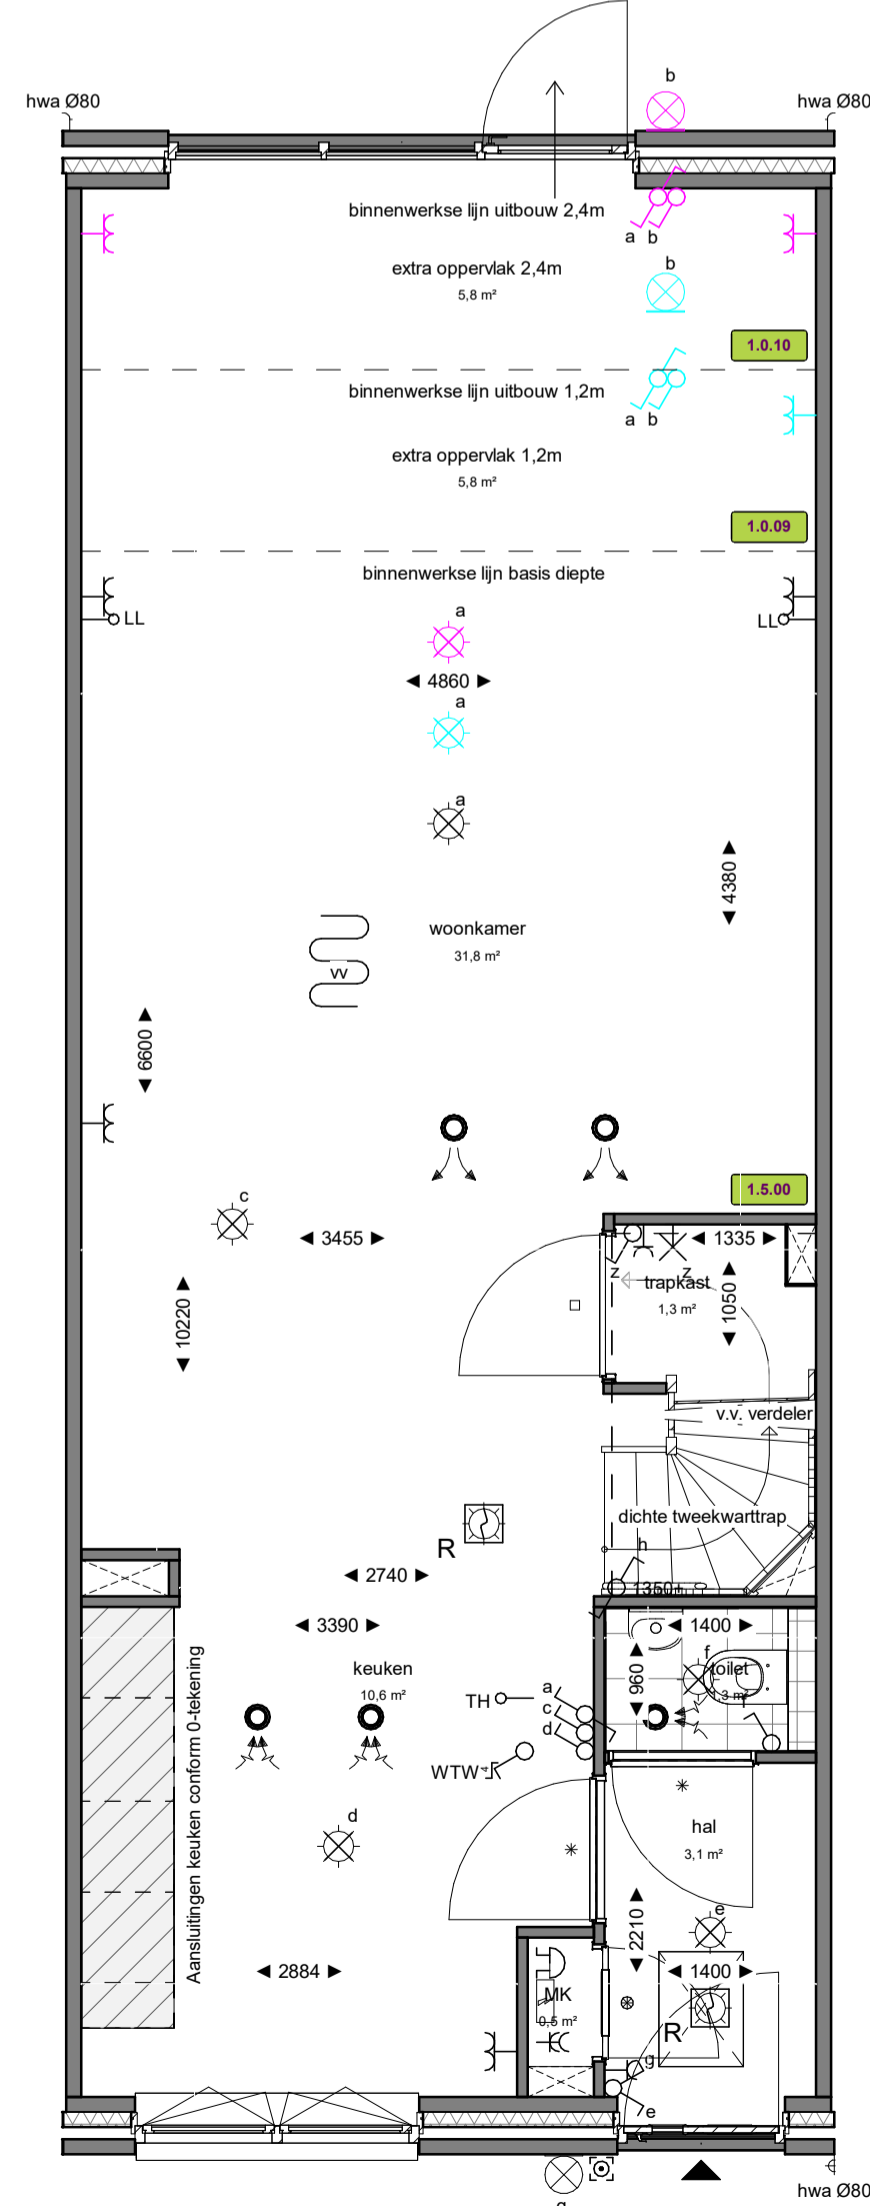 b
hwa Ø80
hwa Ø80
binnenwerkse lijn uitbouw 2,4m
a b
extra oppervlak 2,4m
5,8 m²
b
1.0.10
binnenwerkse lijn uitbouw 1,2m
a b
extra oppervlak 1,2m
5,8 m²
1.0.09
binnenwerkse lijn basis diepte
LL
LL
a
4860
a
a
4380
woonkamer
31,8 m²
vv
6600
1.5.00
c
3455
1335
z
z
trapkast
1,3 m²
1050
10220
v.v. verdeler
dichte tweekwarttrap
h
R
1350+
2740
3390
1400
keuken
10,6 m²
f
toilet
960
TH
a
c
d
WTW
Aansluitingen keuken conform 0-tekening
hal
3,1 m²
d
e
2210
2884
1400
MK
0,5 m²
R
g
e
g
hwa Ø80